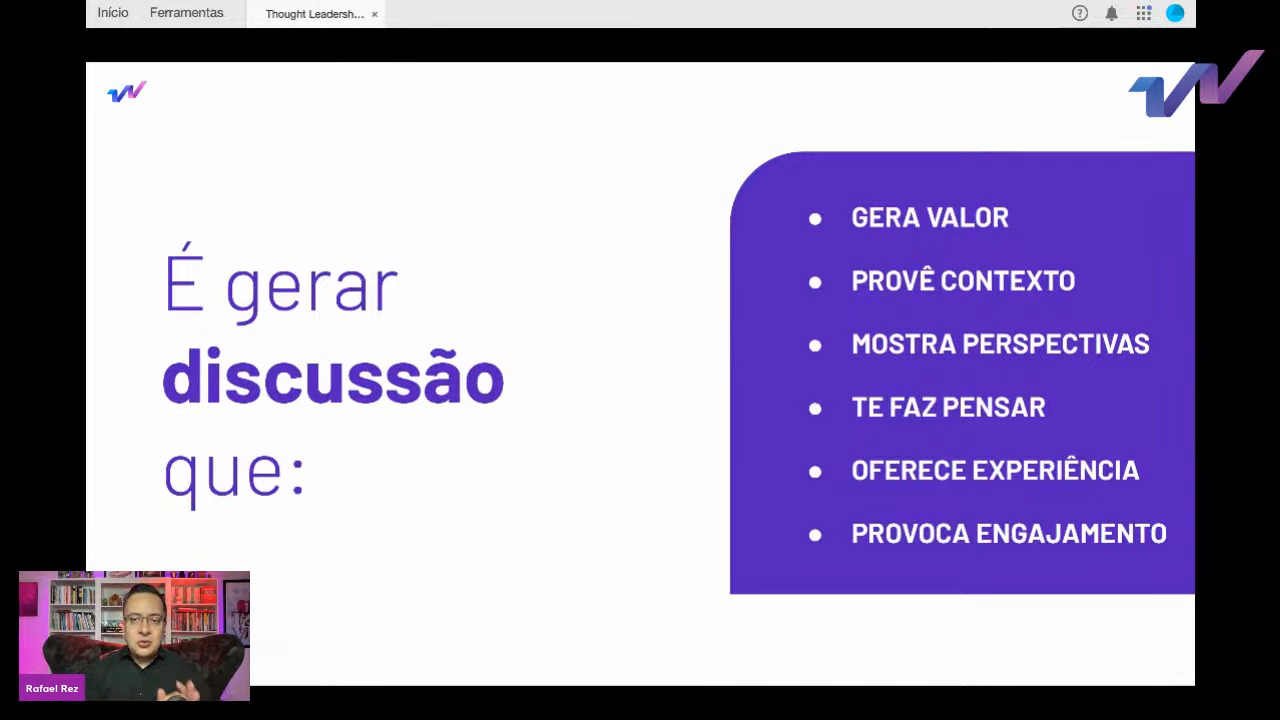 Início Ferramentas Thought Leadersh... ×
É gerar
discussão
que:
● GERA VALOR
● PROVÊ CONTEXTO
● MOSTRA PERSPECTIVAS
● TE FAZ PENSAR
● OFERECE EXPERIÊNCIA
● PROVOCA ENGAJAMENTO
Rafael Rez